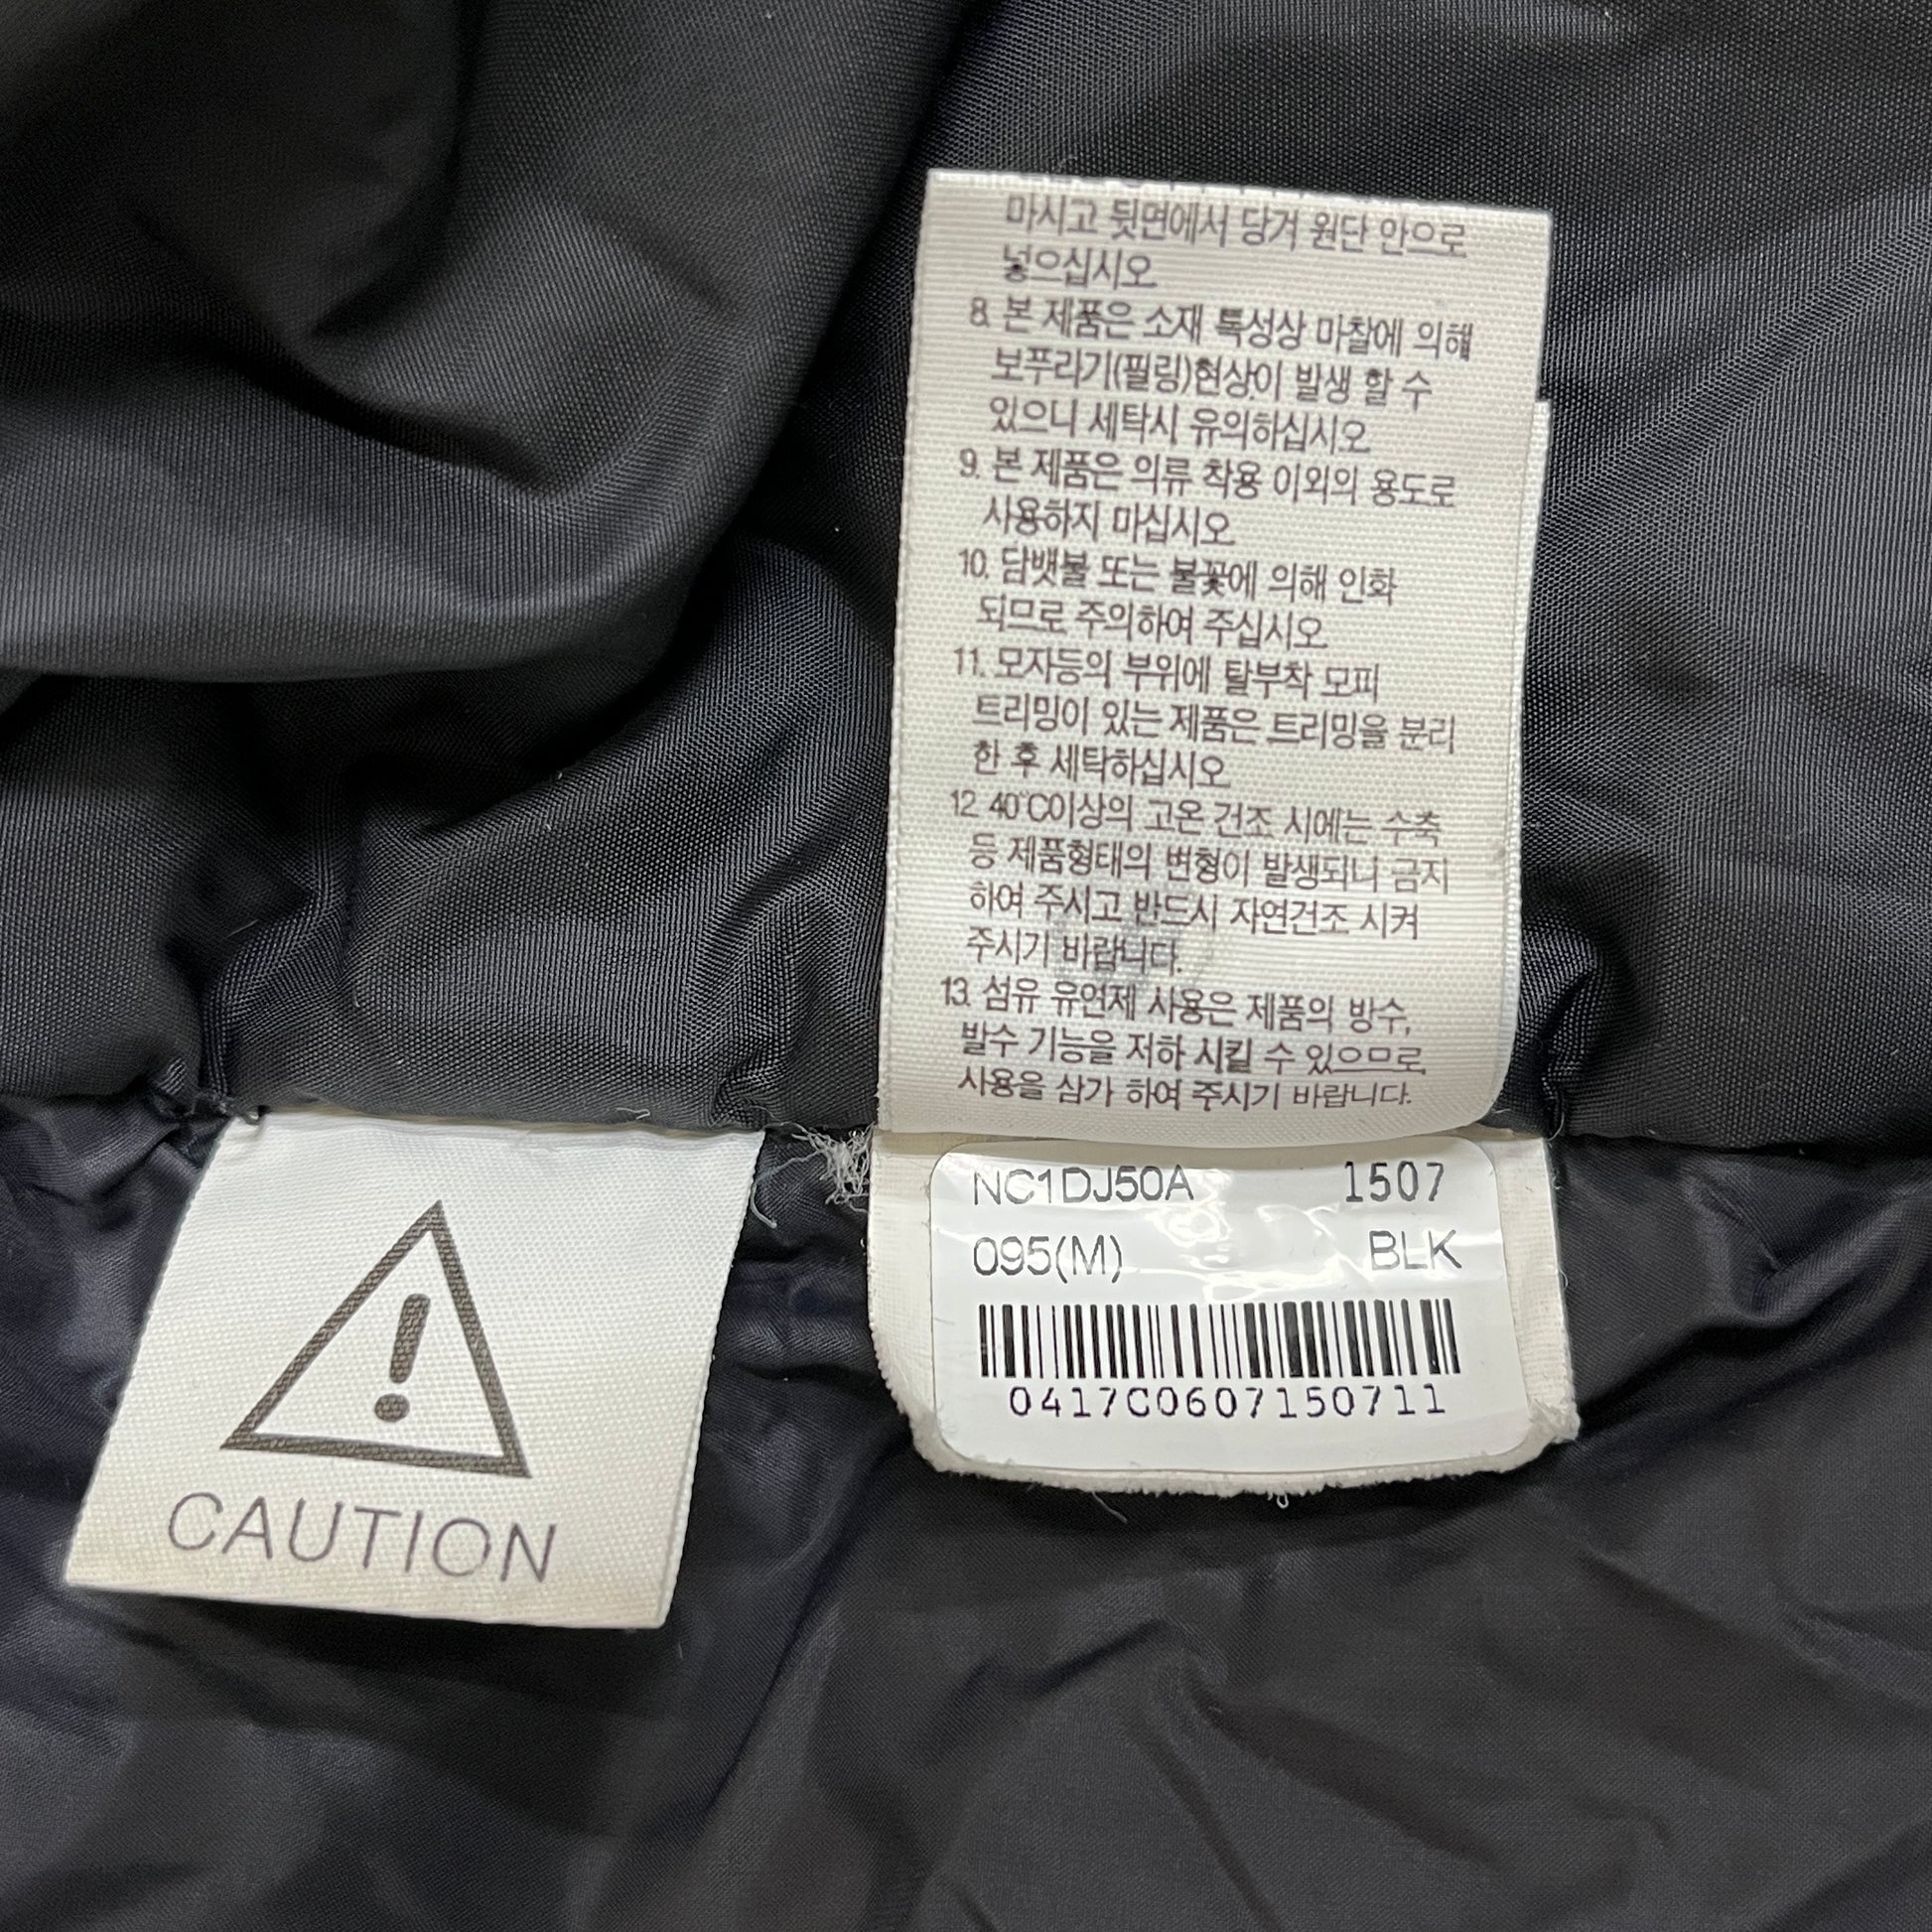 마시고 뒷면에서 당겨 원단 안으로
넣으십시오.
8. 본 제품은 소재 특성상 마찰에 의해
보푸라기(필링)현상이 발생 할 수
있으니 세탁시 유의하십시오.
9. 본 제품은 의류 착용 이외의 용도로
사용하지 마십시오.
10. 담뱃불 또는 불꽃에 의해 인화
되므로 주의하여 주십시오.
11. 모자등의 부위에 탈부착 모피
트리밍이 있는 제품은 트리밍을 분리
한 후 세탁하십시오.
12. 40℃이상의 고온 건조 시에는 수축
등 제품형태의 변형이 발생되니 금지
하여 주시고 반드시 자연건조 시켜
주시기 바랍니다.
13. 섬유 유연제 사용은 제품의 방수,
발수 기능을 저하 시킬 수 있으므로,
사용을 삼가 하여 주시기 바랍니다.
NC1DJ50A 1507
095(M) BLK
0417C0607150711
CAUTION